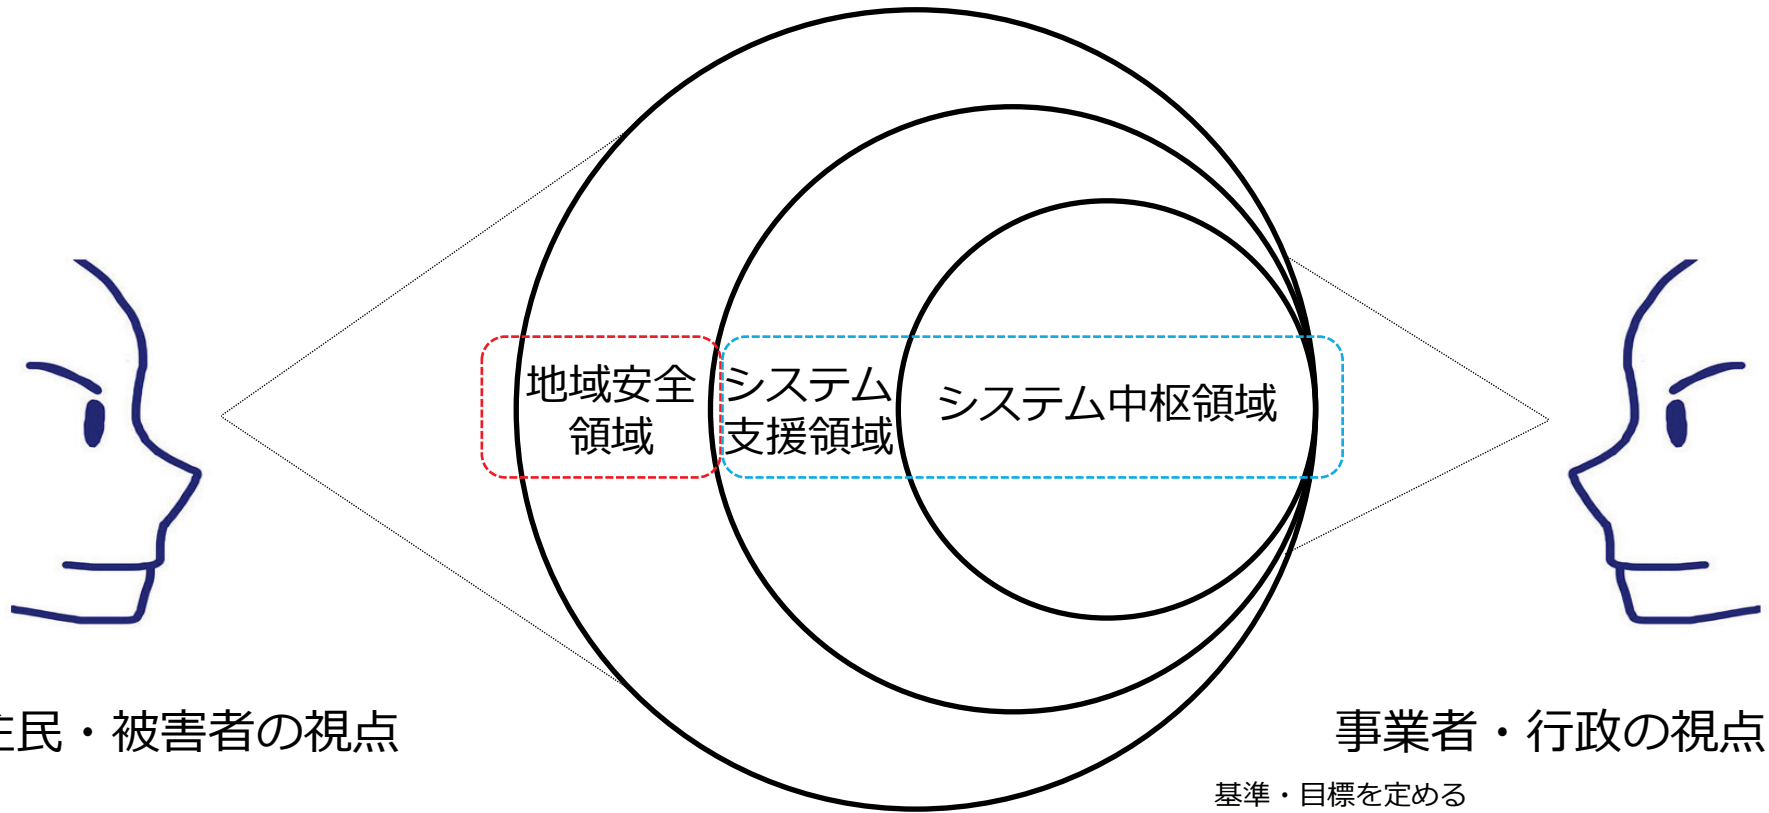 地域安全
領域
システム
支援領域
システム中枢領域
住民・被害者の視点
事業者・行政の視点
基準・目標を定める